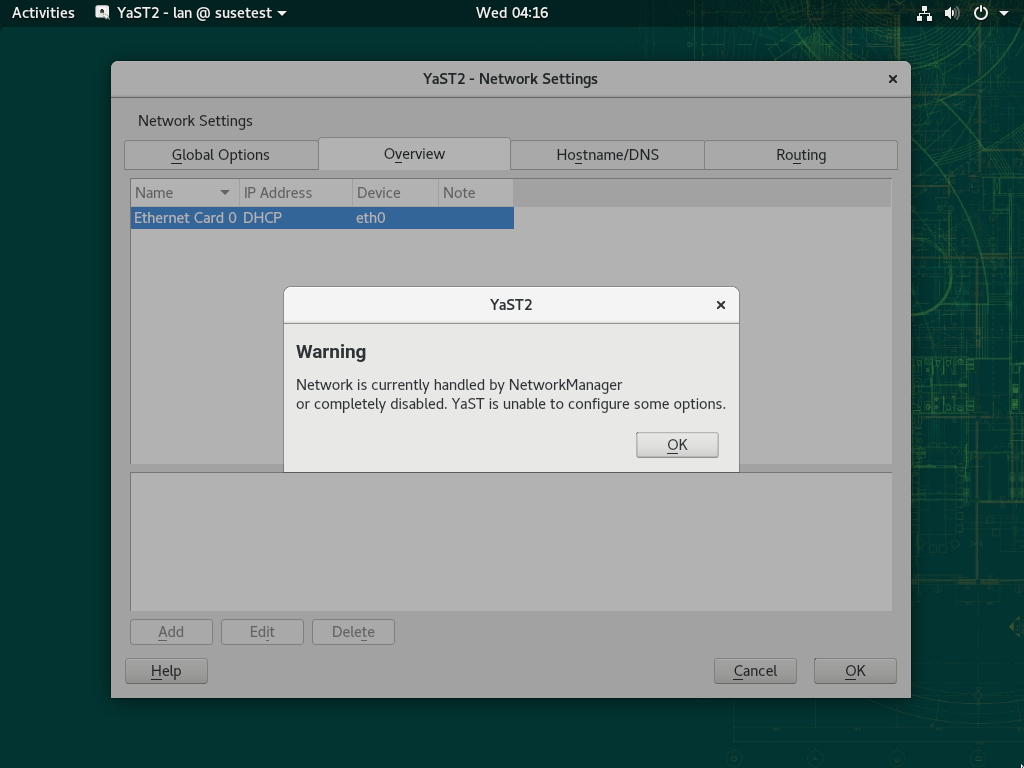 Activities YaST2 - lan @ susetest Wed 04:16
YaST2 - Network Settings
Network Settings
Global Options Overview Hostname/DNS Routing
Name IP Address Device Note
Ethernet Card 0 DHCP eth0
YaST2
Warning
Network is currently handled by NetworkManager
or completely disabled. YaST is unable to configure some options.
OK
Add Edit Delete
Help Cancel OK